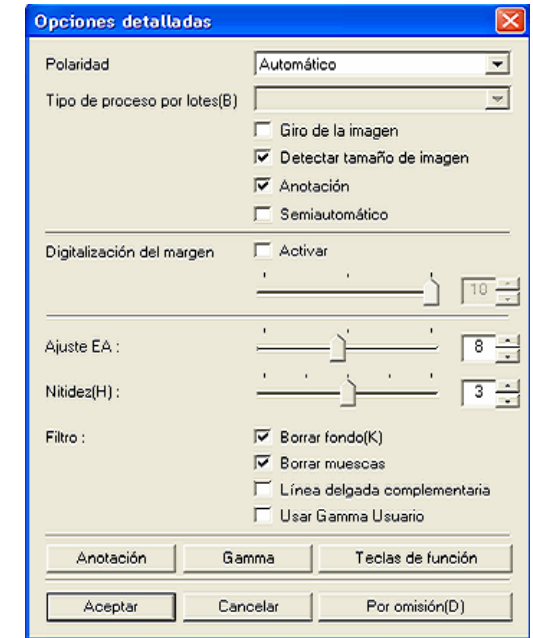 Opciones detalladas
Polaridad Automático
Tipo de proceso por lotes(B)
Giro de la imagen
Detectar tamaño de imagen
Anotación
Semiautomático
Digitalización del margen Activar
10
Ajuste EA : 8
Nitidez(H) : 3
Filtro : Borrar fondo(K)
Borrar muescas
Línea delgada complementaria
Usar Gamma Usuario
Anotación Gamma Teclas de función
Aceptar Cancelar Por omisión(D)